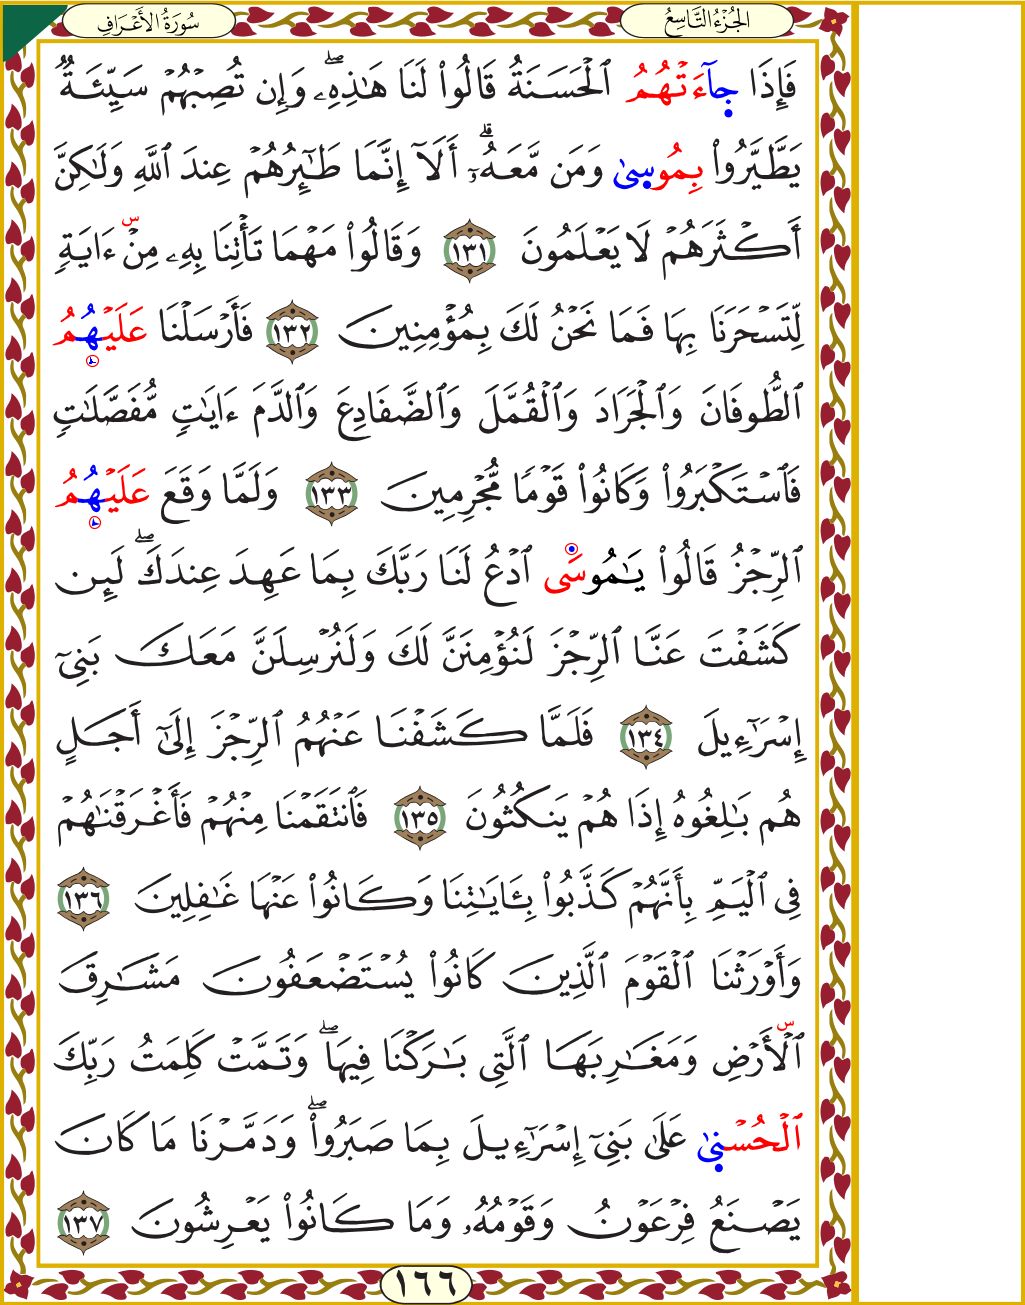 الجُزْءُ التَّاسِعُ
سُورَةُ الأَعْرَافِ
فَإِذَا جَآءَتْهُمُ ٱلْحَسَنَةُ قَالُوا۟ لَنَا هَـٰذِهِۦ ۖ وَإِن تُصِبْهُمْ سَيِّئَةٌ
يَطَّيَّرُوا۟ بِمُوسىٰ وَمَن مَّعَهُۥٓ ۗ أَلَآ إِنَّمَا طَـٰٓئِرُهُمْ عِندَ ٱللَّهِ وَلَـٰكِنَّ
أَكْثَرَهُمْ لَا يَعْلَمُونَ ١٣١ وَقَالُوا۟ مَهْمَا تَأْتِنَا بِهِۦ مِنْ ءَايَةٍ
لِّتَسْحَرَنَا بِهَا فَمَا نَحْنُ لَكَ بِمُؤْمِنِينَ ١٣٢ فَأَرْسَلْنَا عَلَيْهُمُ
ٱلطُّوفَانَ وَٱلْجَرَادَ وَٱلْقُمَّلَ وَٱلضَّفَادِعَ وَٱلدَّمَ ءَايَـٰتٍ مُّفَصَّلَـٰتٍ
فَٱسْتَكْبَرُوا۟ وَكَانُوا۟ قَوْمًا مُّجْرِمِينَ ١٣٣ وَلَمَّا وَقَعَ عَلَيْهُمُ
ٱلرِّجْزُ قَالُوا۟ يَـٰمُوسَى ٱدْعُ لَنَا رَبَّكَ بِمَا عَهِدَ عِندَكَ ۖ لَئِن
كَشَفْتَ عَنَّا ٱلرِّجْزَ لَنُؤْمِنَنَّ لَكَ وَلَنُرْسِلَنَّ مَعَكَ بَنِىٓ
إِسْرَٰٓءِيلَ ١٣٤ فَلَمَّا كَشَفْنَا عَنْهُمُ ٱلرِّجْزَ إِلَىٰٓ أَجَلٍ
هُم بَـٰلِغُوهُ إِذَا هُمْ يَنكُثُونَ ١٣٥ فَٱنتَقَمْنَا مِنْهُمْ فَأَغْرَقْنَـٰهُمْ
فِى ٱلْيَمِّ بِأَنَّهُمْ كَذَّبُوا۟ بِـَٔايَـٰتِنَا وَكَانُوا۟ عَنْهَا غَـٰفِلِينَ ١٣٦
وَأَوْرَثْنَا ٱلْقَوْمَ ٱلَّذِينَ كَانُوا۟ يُسْتَضْعَفُونَ مَشَـٰرِقَ
ٱلْأَرْضِ وَمَغَـٰرِبَهَا ٱلَّتِى بَـٰرَكْنَا فِيهَا ۖ وَتَمَّتْ كَلِمَتُ رَبِّكَ
ٱلْحُسْنىٰ عَلَىٰ بَنِىٓ إِسْرَٰٓءِيلَ بِمَا صَبَرُوا۟ ۖ وَدَمَّرْنَا مَا كَانَ
يَصْنَعُ فِرْعَوْنُ وَقَوْمُهُۥ وَمَا كَانُوا۟ يَعْرِشُونَ ١٣٧
١٦٦